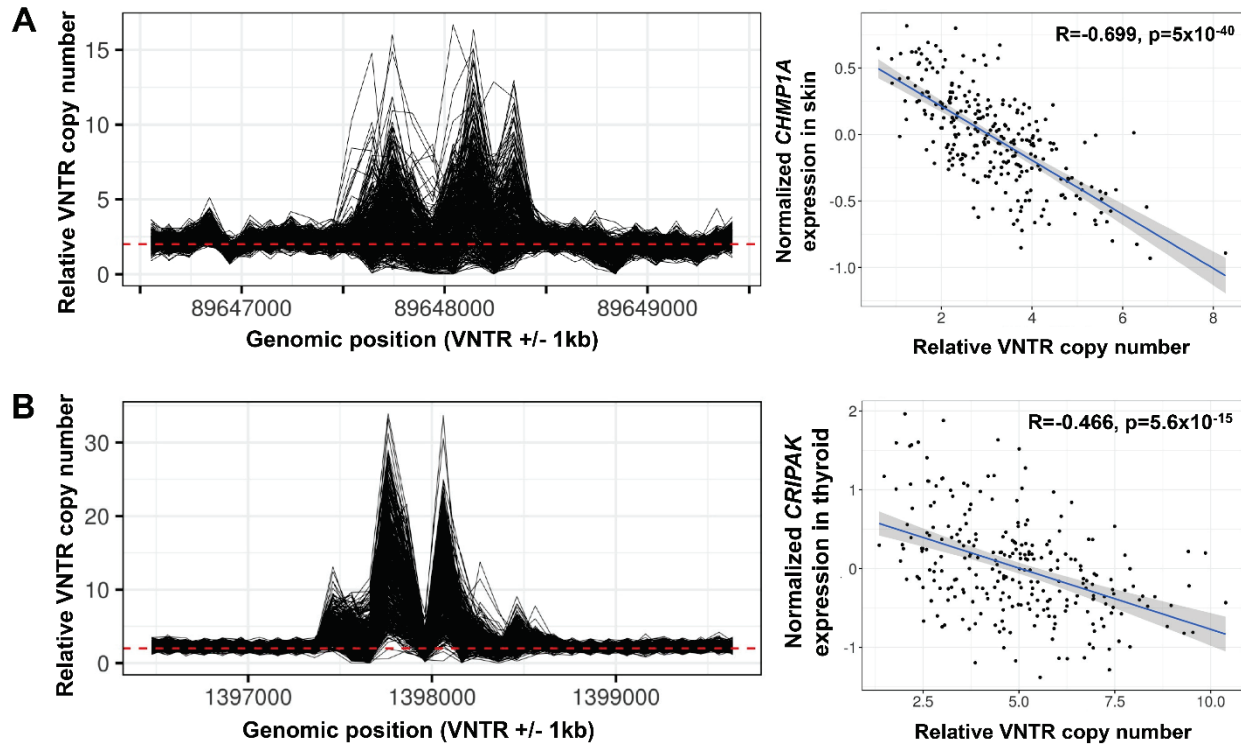 A
Relative VNTR copy number
15
10
5
0
89647000
89648000
89649000
Genomic position (VNTR +/- 1kb)
R=-0.699, p=5x10⁻⁴⁰
Normalized CHMP1A
expression in skin
0.5
0.0
-0.5
-1.0
2
4
6
8
Relative VNTR copy number
B
Relative VNTR copy number
30
20
10
0
1397000
1398000
1399000
Genomic position (VNTR +/- 1kb)
R=-0.466, p=5.6x10⁻¹⁵
Normalized CRIPAK
expression in thyroid
2
1
0
-1
2.5
5.0
7.5
10.0
Relative VNTR copy number